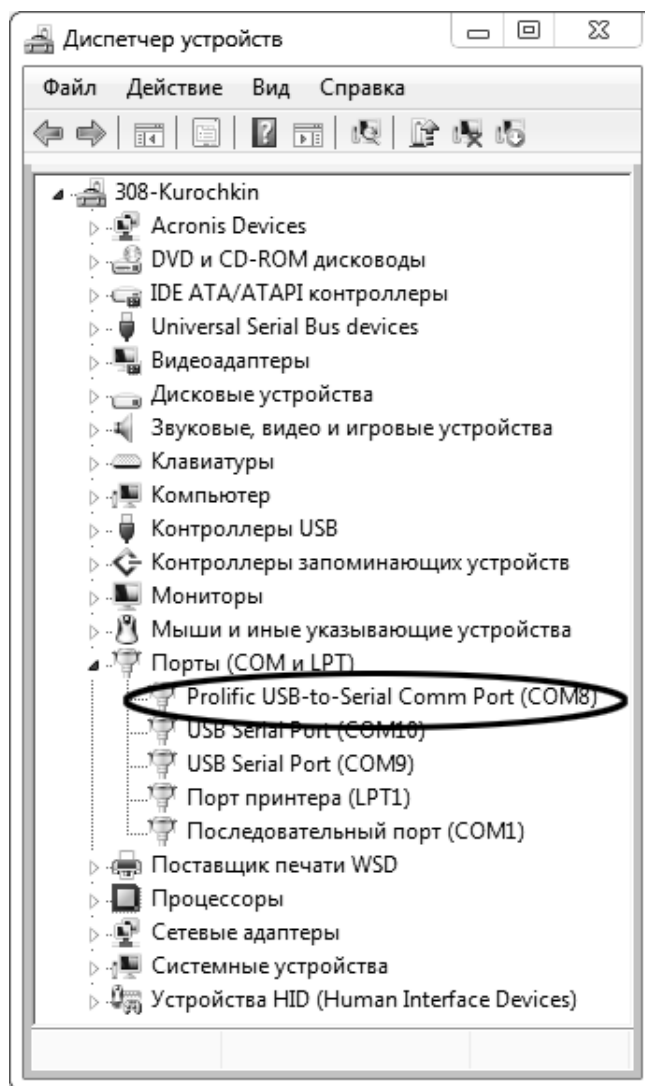 Диспетчер устройств
Файл Действие Вид Справка
308-Kurochkin
Acronis Devices
DVD и CD-ROM дисководы
IDE ATA/ATAPI контроллеры
Universal Serial Bus devices
Видеоадаптеры
Дисковые устройства
Звуковые, видео и игровые устройства
Клавиатуры
Компьютер
Контроллеры USB
Контроллеры запоминающих устройств
Мониторы
Мыши и иные указывающие устройства
Порты (COM и LPT)
Prolific USB-to-Serial Comm Port (COM8)
USB Serial Port (COM10)
USB Serial Port (COM9)
Порт принтера (LPT1)
Последовательный порт (COM1)
Поставщик печати WSD
Процессоры
Сетевые адаптеры
Системные устройства
Устройства HID (Human Interface Devices)